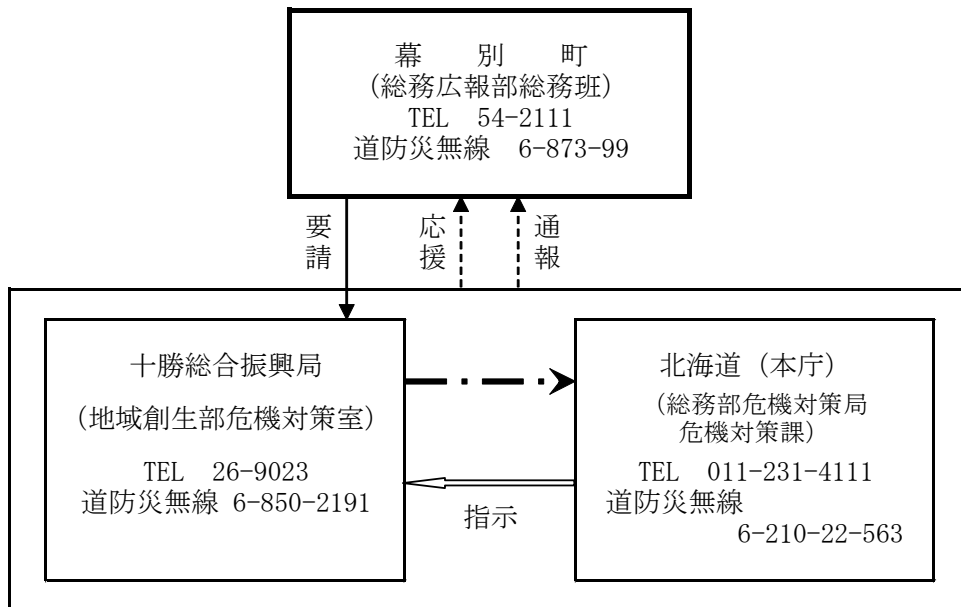 幕　別　町
(総務広報部総務班)
TEL　54-2111
道防災無線　6-873-99
要請
応援
通報
十勝総合振興局
(地域創生部危機対策室)
TEL　26-9023
道防災無線 6-850-2191
指示
北海道（本庁）
(総務部危機対策局
危機対策課)
TEL　011-231-4111
道防災無線
6-210-22-563